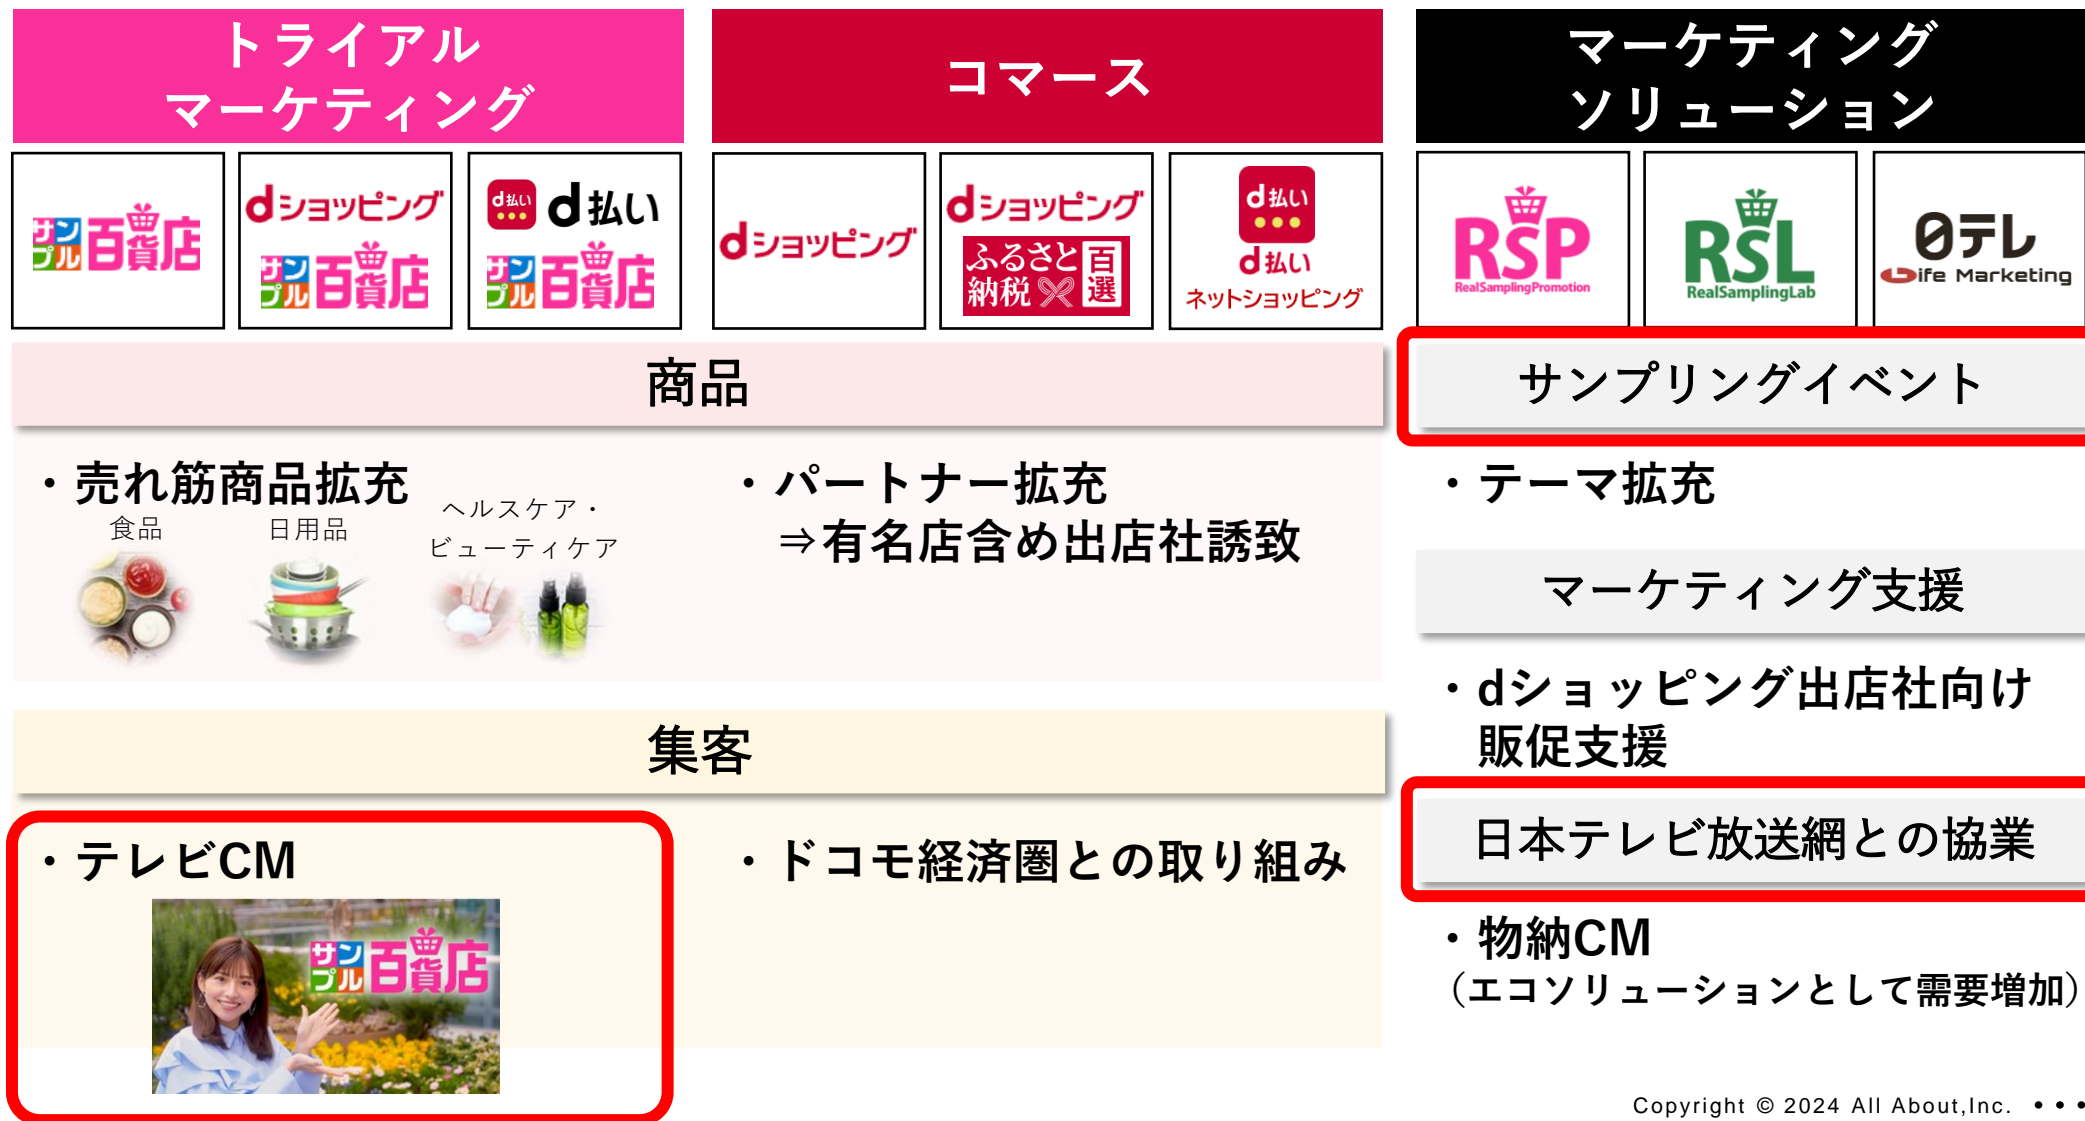 トライアル
マーケティング
サンプル百貨店
dショッピング
サンプル百貨店
d払い d払い
サンプル百貨店
コマース
dショッピング
dショッピング
ふるさと納税 百選
d払い
d払い
ネットショッピング
マーケティング
ソリューション
RSP
RealSamplingPromotion
RSL
RealSamplingLab
日テレ
Life Marketing
商品
・売れ筋商品拡充
食品
日用品
ヘルスケア・
ビューティケア
・パートナー拡充
⇒有名店含め出店社誘致
集客
・テレビCM
サンプル百貨店
・ドコモ経済圏との取り組み
サンプリングイベント
・テーマ拡充
マーケティング支援
・dショッピング出店社向け
販促支援
日本テレビ放送網との協業
・物納CM
（エコソリューションとして需要増加）
Copyright © 2024 All About,Inc.